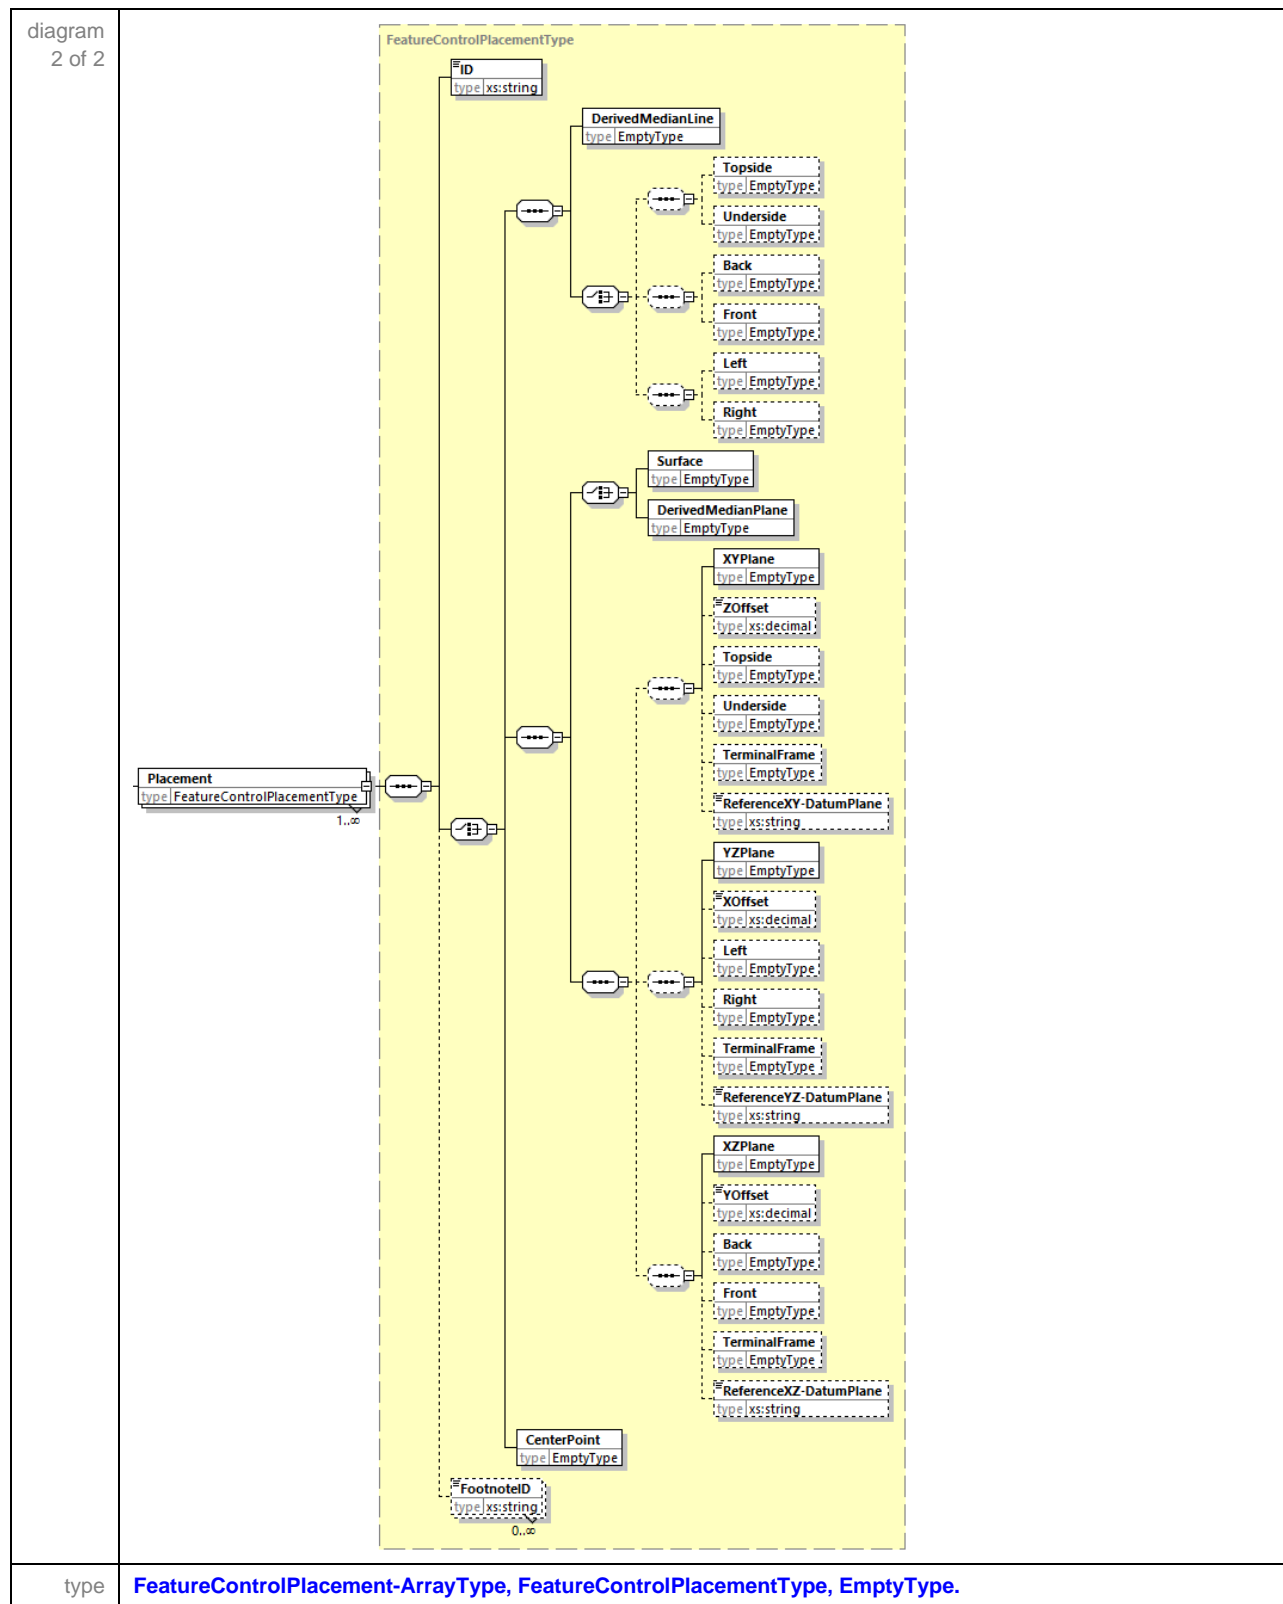 diagram
2 of 2
FeatureControlPlacementType
ID
type xs:string
DerivedMedianLine
type EmptyType
Topside
type EmptyType
Underside
type EmptyType
Back
type EmptyType
Front
type EmptyType
Left
type EmptyType
Right
type EmptyType
Surface
type EmptyType
DerivedMedianPlane
type EmptyType
XYPlane
type EmptyType
ZOffset
type xs:decimal
Topside
type EmptyType
Underside
type EmptyType
TerminalFrame
type EmptyType
Placement
type FeatureControlPlacementType
1..∞
ReferenceXY-DatumPlane
type xs:string
YZPlane
type EmptyType
XOffset
type xs:decimal
Left
type EmptyType
Right
type EmptyType
TerminalFrame
type EmptyType
ReferenceYZ-DatumPlane
type xs:string
XZPlane
type EmptyType
YOffset
type xs:decimal
Back
type EmptyType
Front
type EmptyType
TerminalFrame
type EmptyType
ReferenceXZ-DatumPlane
type xs:string
CenterPoint
type EmptyType
FootnoteID
type xs:string
0..∞
type FeatureControlPlacement-ArrayType, FeatureControlPlacementType, EmptyType.